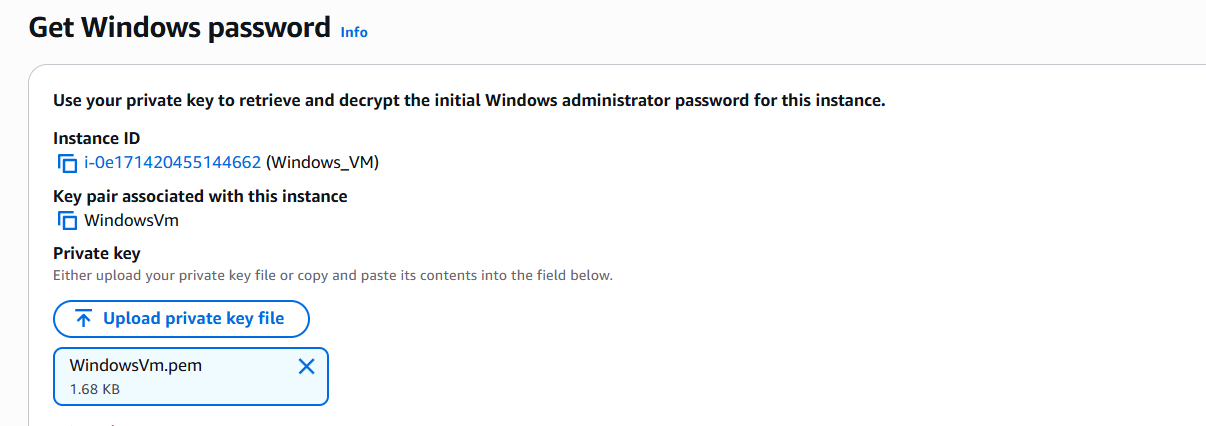 Get Windows password Info
Use your private key to retrieve and decrypt the initial Windows administrator password for this instance.
Instance ID
i-0e171420455144662 (Windows_VM)
Key pair associated with this instance
WindowsVm
Private key
Either upload your private key file or copy and paste its contents into the field below.
Upload private key file
WindowsVm.pem
1.68 KB